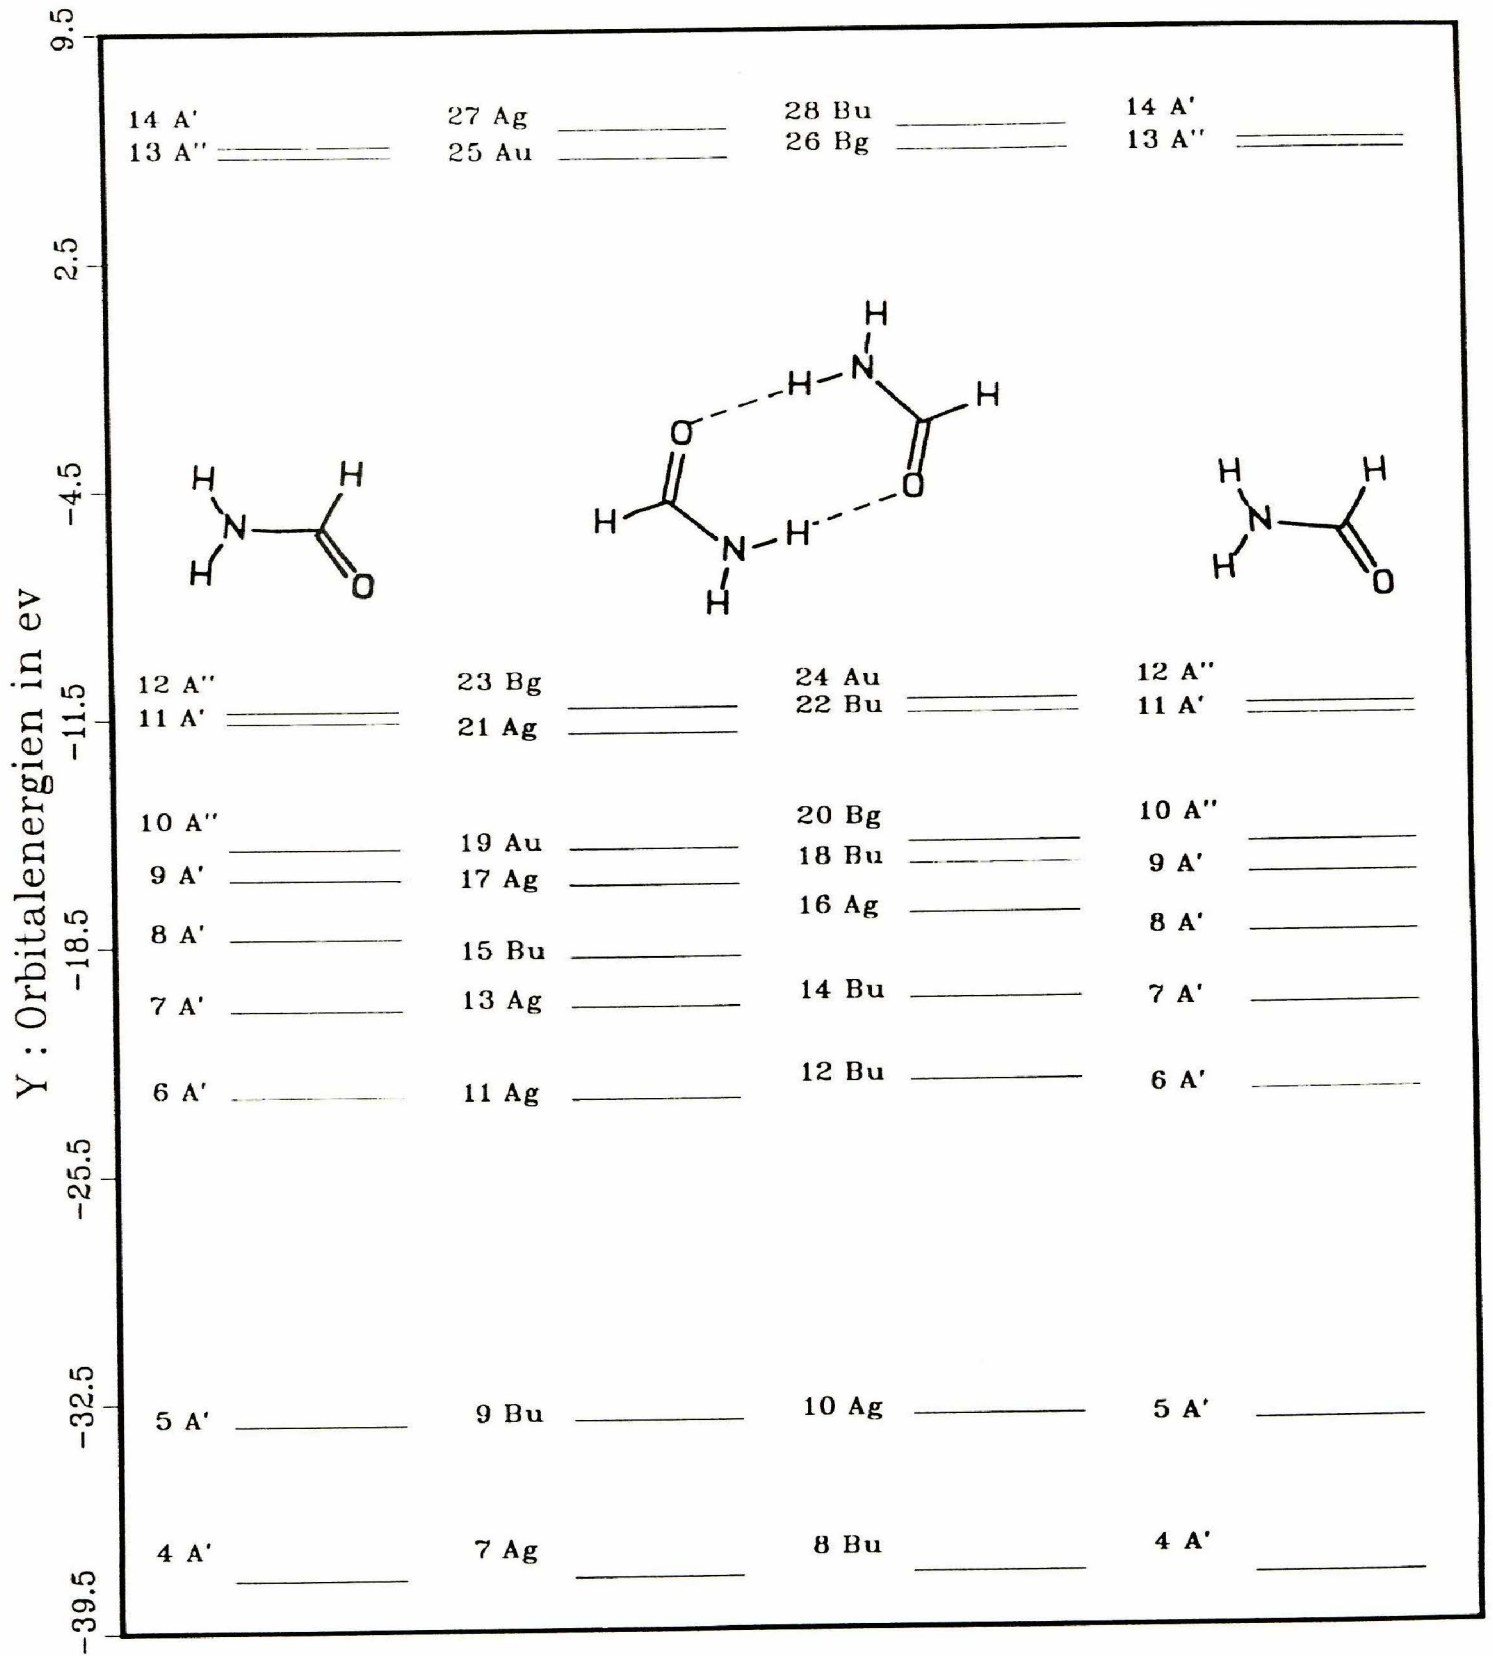 Y : Orbitalenergien in ev
9.5
2.5
-4.5
-11.5
-18.5
-25.5
-32.5
-39.5
14 A' 27 Ag 28 Bu 14 A'
13 A'' 25 Au 26 Bg 13 A''
H
H N
H
O
H H
N O
H
H N H
H
O
H H
N
H
O
12 A'' 23 Bg 24 Au 12 A''
11 A' 21 Ag 22 Bu 11 A'
10 A'' 19 Au 20 Bg 10 A''
9 A' 17 Ag 18 Bu 9 A'
8 A' 15 Bu 16 Ag 8 A'
7 A' 13 Ag 14 Bu 7 A'
6 A' 11 Ag 12 Bu 6 A'
5 A' 9 Bu 10 Ag 5 A'
4 A' 7 Ag 8 Bu 4 A'